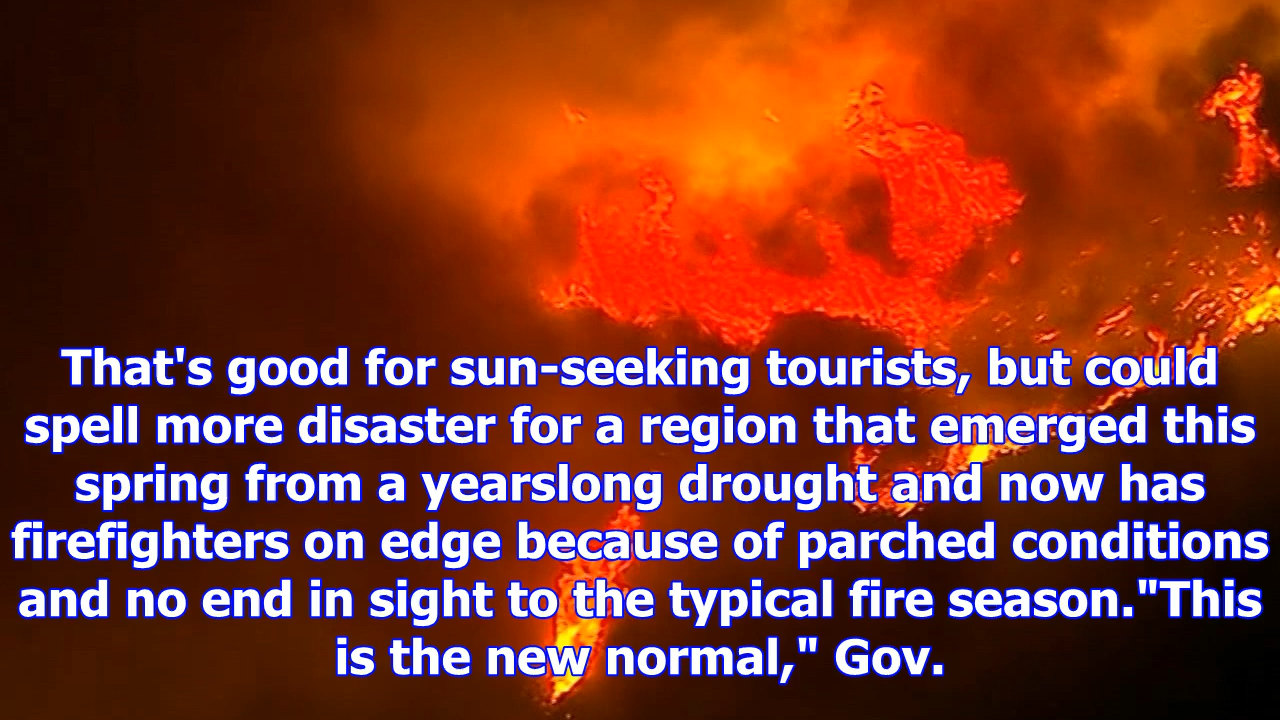 That's good for sun-seeking tourists, but could
spell more disaster for a region that emerged this
spring from a yearslong drought and now has
firefighters on edge because of parched conditions
and no end in sight to the typical fire season."This
is the new normal," Gov.